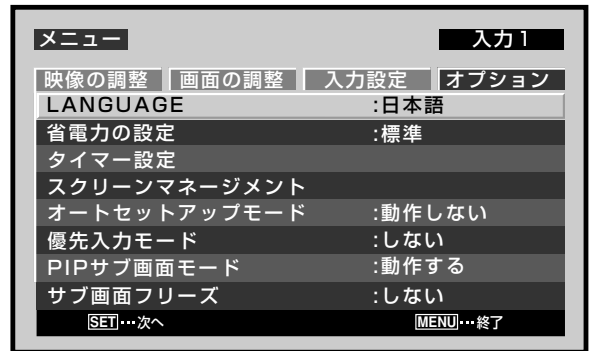 メニュー 入力1
映像の調整 画面の調整 入力設定 オプション
LANGUAGE :日本語
省電力の設定 :標準
タイマー設定
スクリーンマネージメント
オートセットアップモード :動作しない
優先入力モード :しない
PIPサブ画面モード :動作する
サブ画面フリーズ :しない
SET…次へ MENU…終了